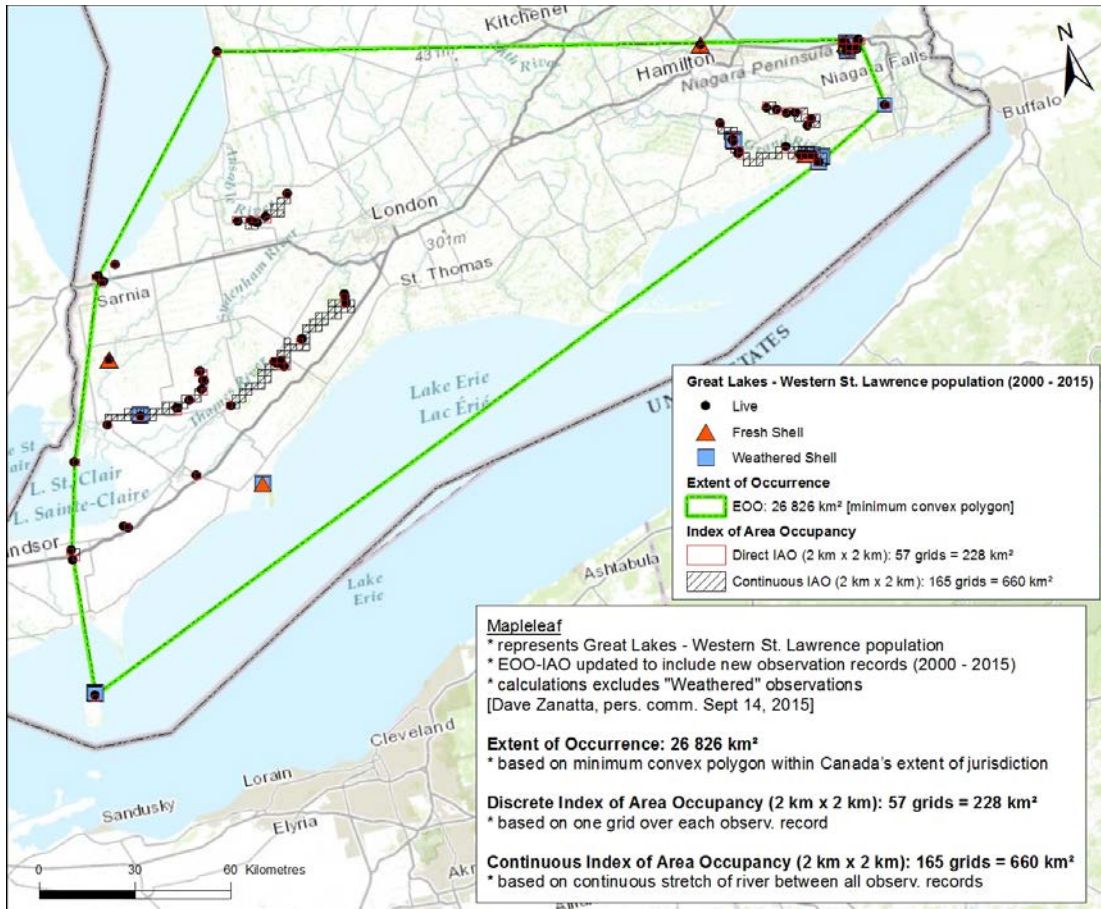 Kitchener
N
431m
Hamilton
Niagara Peninsula
Niagara Falls
Buffalo
Grand River
River
London
301m
St. Thomas
Sarnia
Sydenham River
Thames River
Lake Erie
Lac Érié
L. St. Clair
L. Sainte-Claire
ndsor
Lake
Erie
Ashtabula
Cleveland
Lorain
Sandusky
Elyria
Akr
UN
STATES
Great Lakes - Western St. Lawrence population (2000 - 2015)
Live
Fresh Shell
Weathered Shell
Extent of Occurrence
EOO: 26 826 km² [minimum convex polygon]
Index of Area Occupancy
Direct IAO (2 km x 2 km): 57 grids = 228 km²
Continuous IAO (2 km x 2 km): 165 grids = 660 km²
Mapleleaf
* represents Great Lakes - Western St. Lawrence population
* EOO-IAO updated to include new observation records (2000 - 2015)
* calculations excludes "Weathered" observations
[Dave Zanatta, pers. comm. Sept 14, 2015]
Extent of Occurrence: 26 826 km²
* based on minimum convex polygon within Canada's extent of jurisdiction
Discrete Index of Area Occupancy (2 km x 2 km): 57 grids = 228 km²
* based on one grid over each observ. record
Continuous Index of Area Occupancy (2 km x 2 km): 165 grids = 660 km²
* based on continuous stretch of river between all observ. records
0 30 60 Kilometres